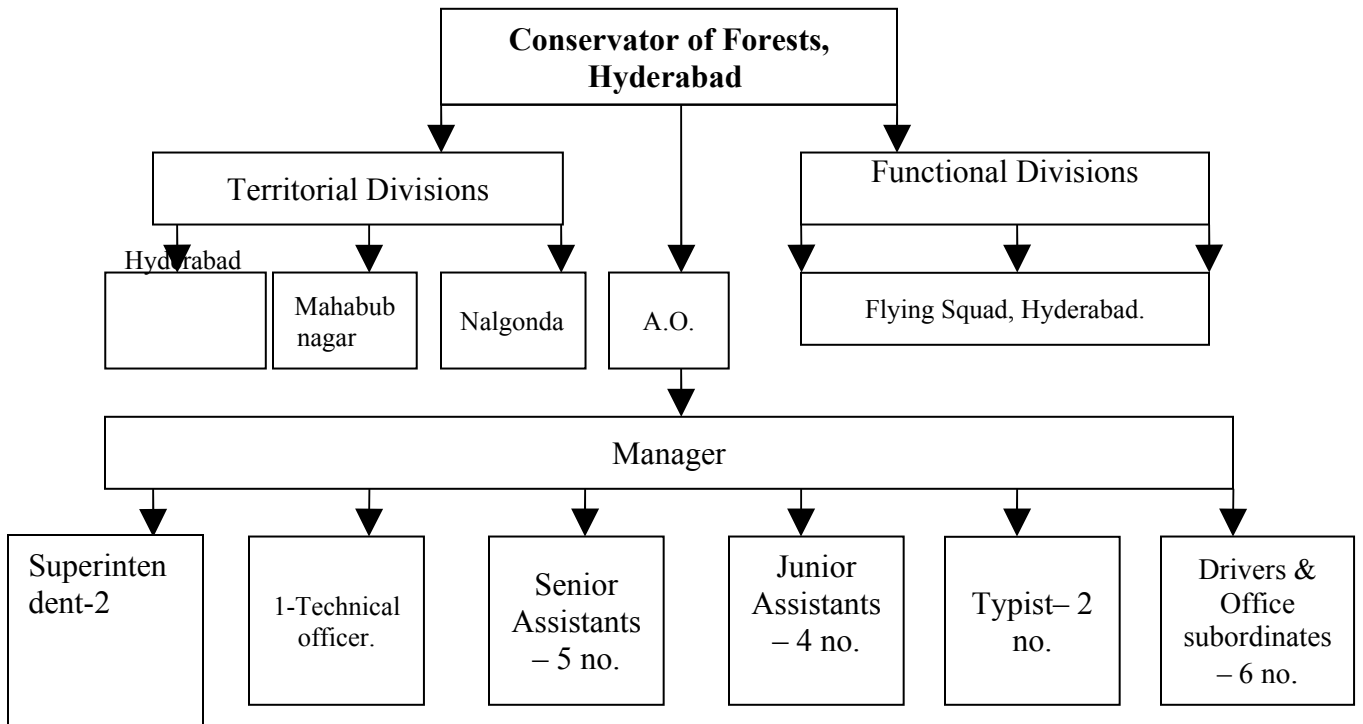 Conservator of Forests,
Hyderabad
Territorial Divisions
Functional Divisions
Hyderabad
Mahabub
nagar
Nalgonda
A.O.
Flying Squad, Hyderabad.
Manager
Superinten
dent-2
1-Technical
officer.
Senior
Assistants
– 5 no.
Junior
Assistants
– 4 no.
Typist– 2
no.
Drivers &
Office
subordinates
– 6 no.